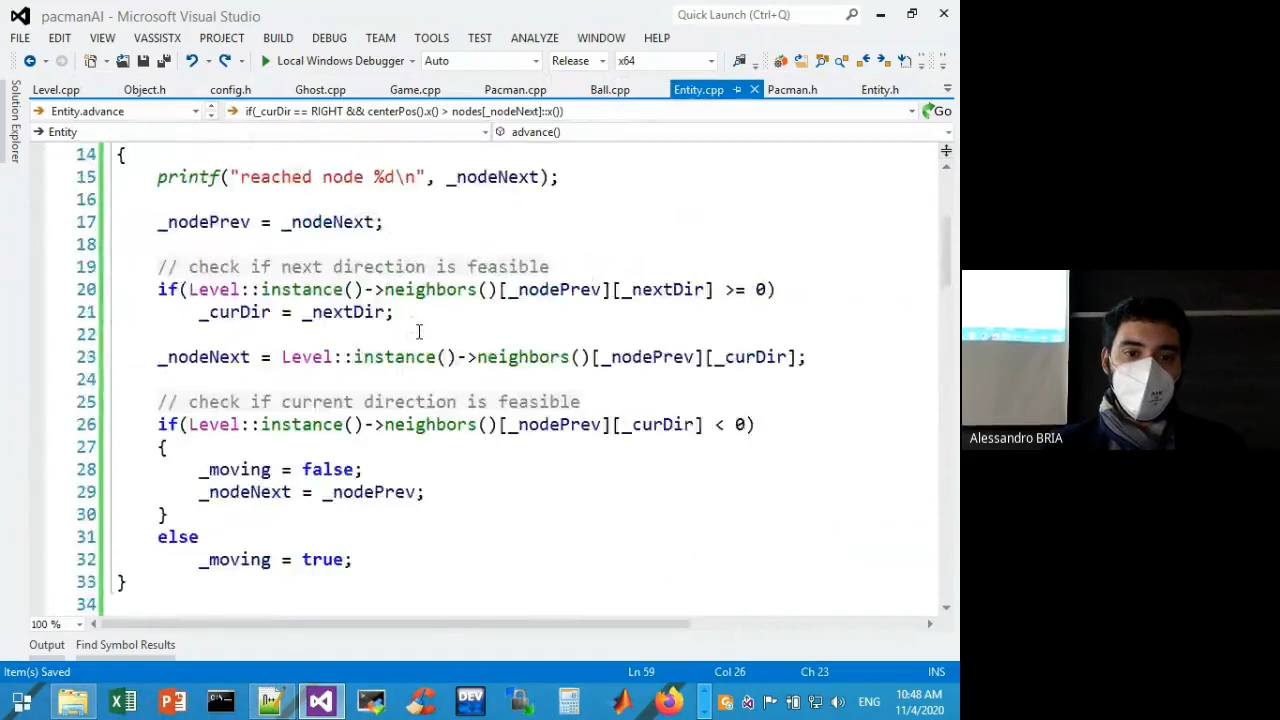 pacmanAI - Microsoft Visual Studio
Quick Launch (Ctrl+Q)
FILE EDIT VIEW VASSISTX PROJECT BUILD DEBUG TEAM TOOLS TEST ANALYZE WINDOW HELP
Local Windows Debugger Auto Release x64
Solution Explorer
Level.cpp Object.h config.h Ghost.cpp Game.cpp Pacman.cpp Ball.cpp Entity.cpp Pacman.h Entity.h
Entity.advance if(_curDir == RIGHT && centerPos().x() > nodes[_nodeNext]::x()) Go
Entity advance()
14 {
15 printf("reached node %d\n", _nodeNext);
16
17 _nodePrev = _nodeNext;
18
19 // check if next direction is feasible
20 if(Level::instance()->neighbors()[_nodePrev][_nextDir] >= 0)
21 _curDir = _nextDir;
22
23 _nodeNext = Level::instance()->neighbors()[_nodePrev][_curDir];
24
25 // check if current direction is feasible
26 if(Level::instance()->neighbors()[_nodePrev][_curDir] < 0)
27 {
28 _moving = false;
29 _nodeNext = _nodePrev;
30 }
31 else
32 _moving = true;
33 }
34
100 %
Output Find Symbol Results
Item(s) Saved Ln 59 Col 26 Ch 23 INS
DEV
ENG
10:48 AM
11/4/2020
Alessandro BRIA